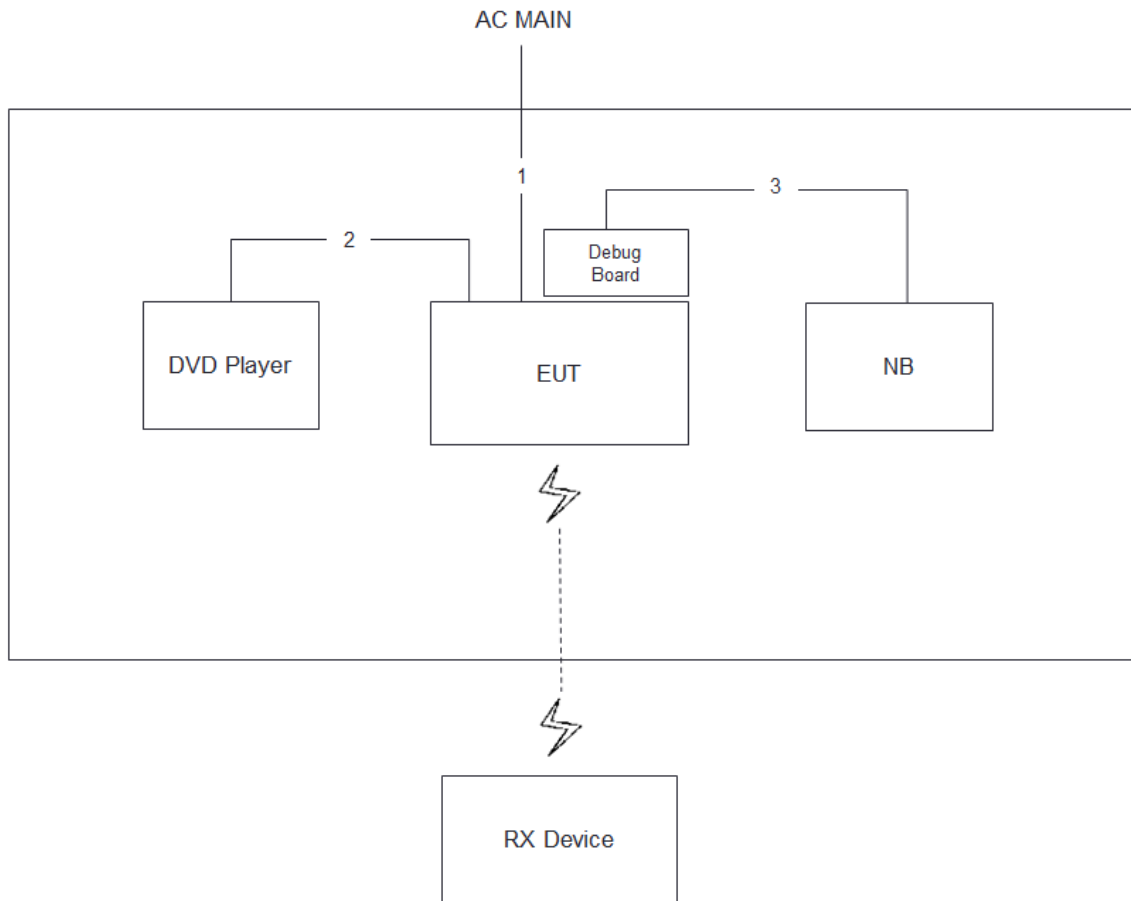 AC MAIN
1
3
2
Debug
Board
DVD Player
EUT
NB
RX Device